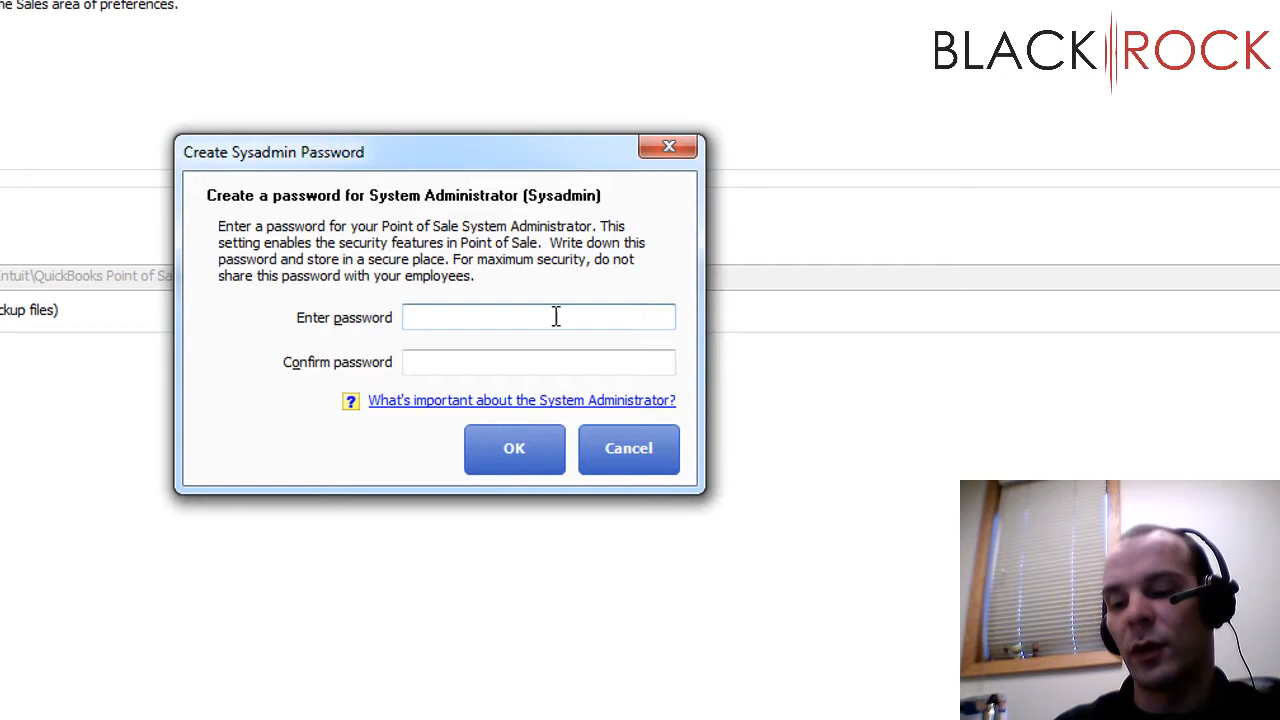 ne Sales area of preferences.
BLACK ROCK
Create Sysadmin Password
Create a password for System Administrator (Sysadmin)
Enter a password for your Point of Sale System Administrator. This
setting enables the security features in Point of Sale. Write down this
password and store in a secure place. For maximum security, do not
share this password with your employees.
ntuit\QuickBooks Point of Sa
ckup files)
Enter password
Confirm password
? What's important about the System Administrator?
OK Cancel